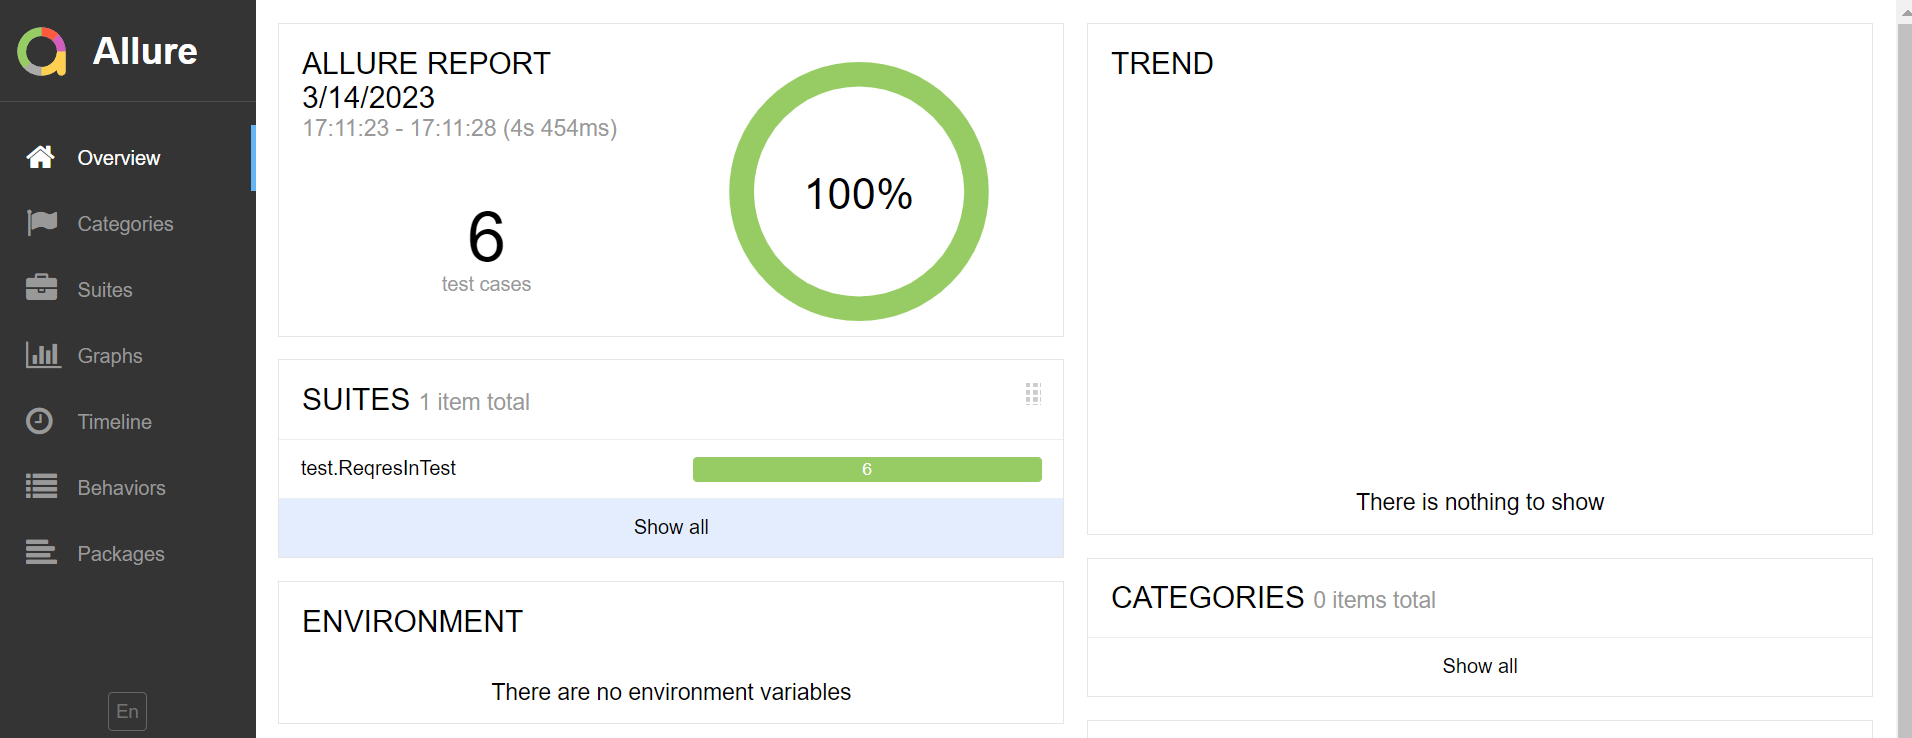 Allure
Overview
Categories
Suites
Graphs
Timeline
Behaviors
Packages
En
ALLURE REPORT
3/14/2023
17:11:23 - 17:11:28 (4s 454ms)
6
test cases
100%
SUITES 1 item total
test.ReqresInTest 6
Show all
ENVIRONMENT
There are no environment variables
TREND
There is nothing to show
CATEGORIES 0 items total
Show all